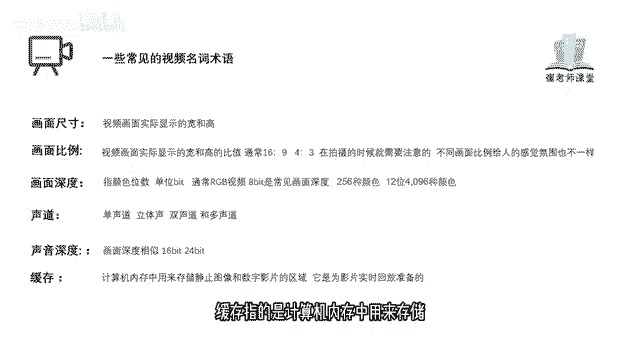 一些常见的视频名词术语
崔老师课堂
画面尺寸： 视频画面实际显示的宽和高
画面比例： 视频画面实际显示的宽和高的比值 通常16：9 4：3 在拍摄的时候就需要注意的 不同画面比例给人的感觉氛围也不一样
画面深度： 指颜色位数 单位bit 通常RGB视频 8bit是常见画面深度 256种颜色 12位4,096种颜色
声道： 单声道 立体声 双声道 和多声道
声音深度：： 画面深度相似 16bit 24bit
缓存： 计算机内存中用来存储静止图像和数字影片的区域 它是为影片实时回放准备的
缓存指的是计算机内存中用来存储